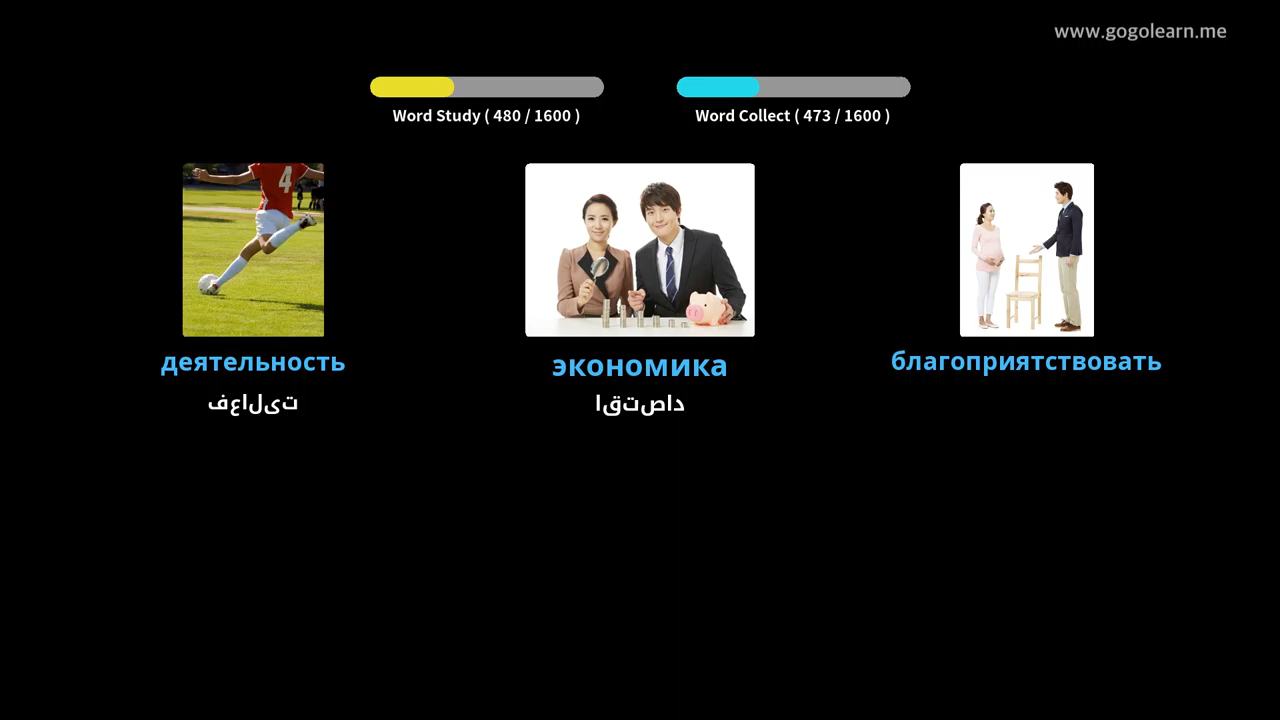 www.gogolearn.me
Word Study ( 480 / 1600 )
Word Collect ( 473 / 1600 )
деятельность
экономика
благоприятствовать
فعالیت
اقتصاد